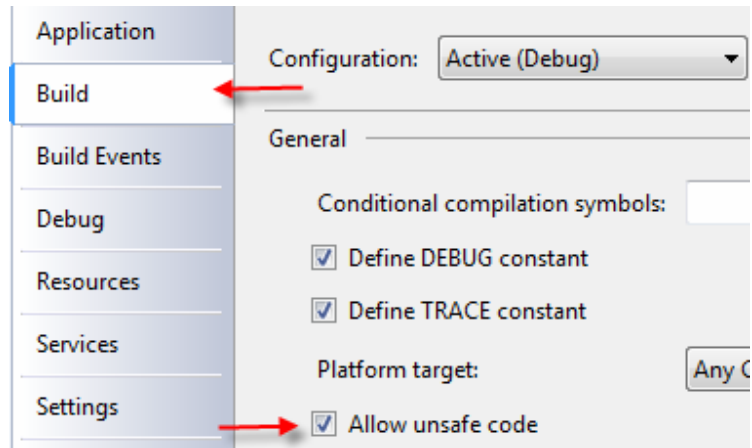 Application
Build
Build Events
Debug
Resources
Services
Settings
Configuration: Active (Debug)
General
Conditional compilation symbols:
Define DEBUG constant
Define TRACE constant
Platform target: Any
Allow unsafe code